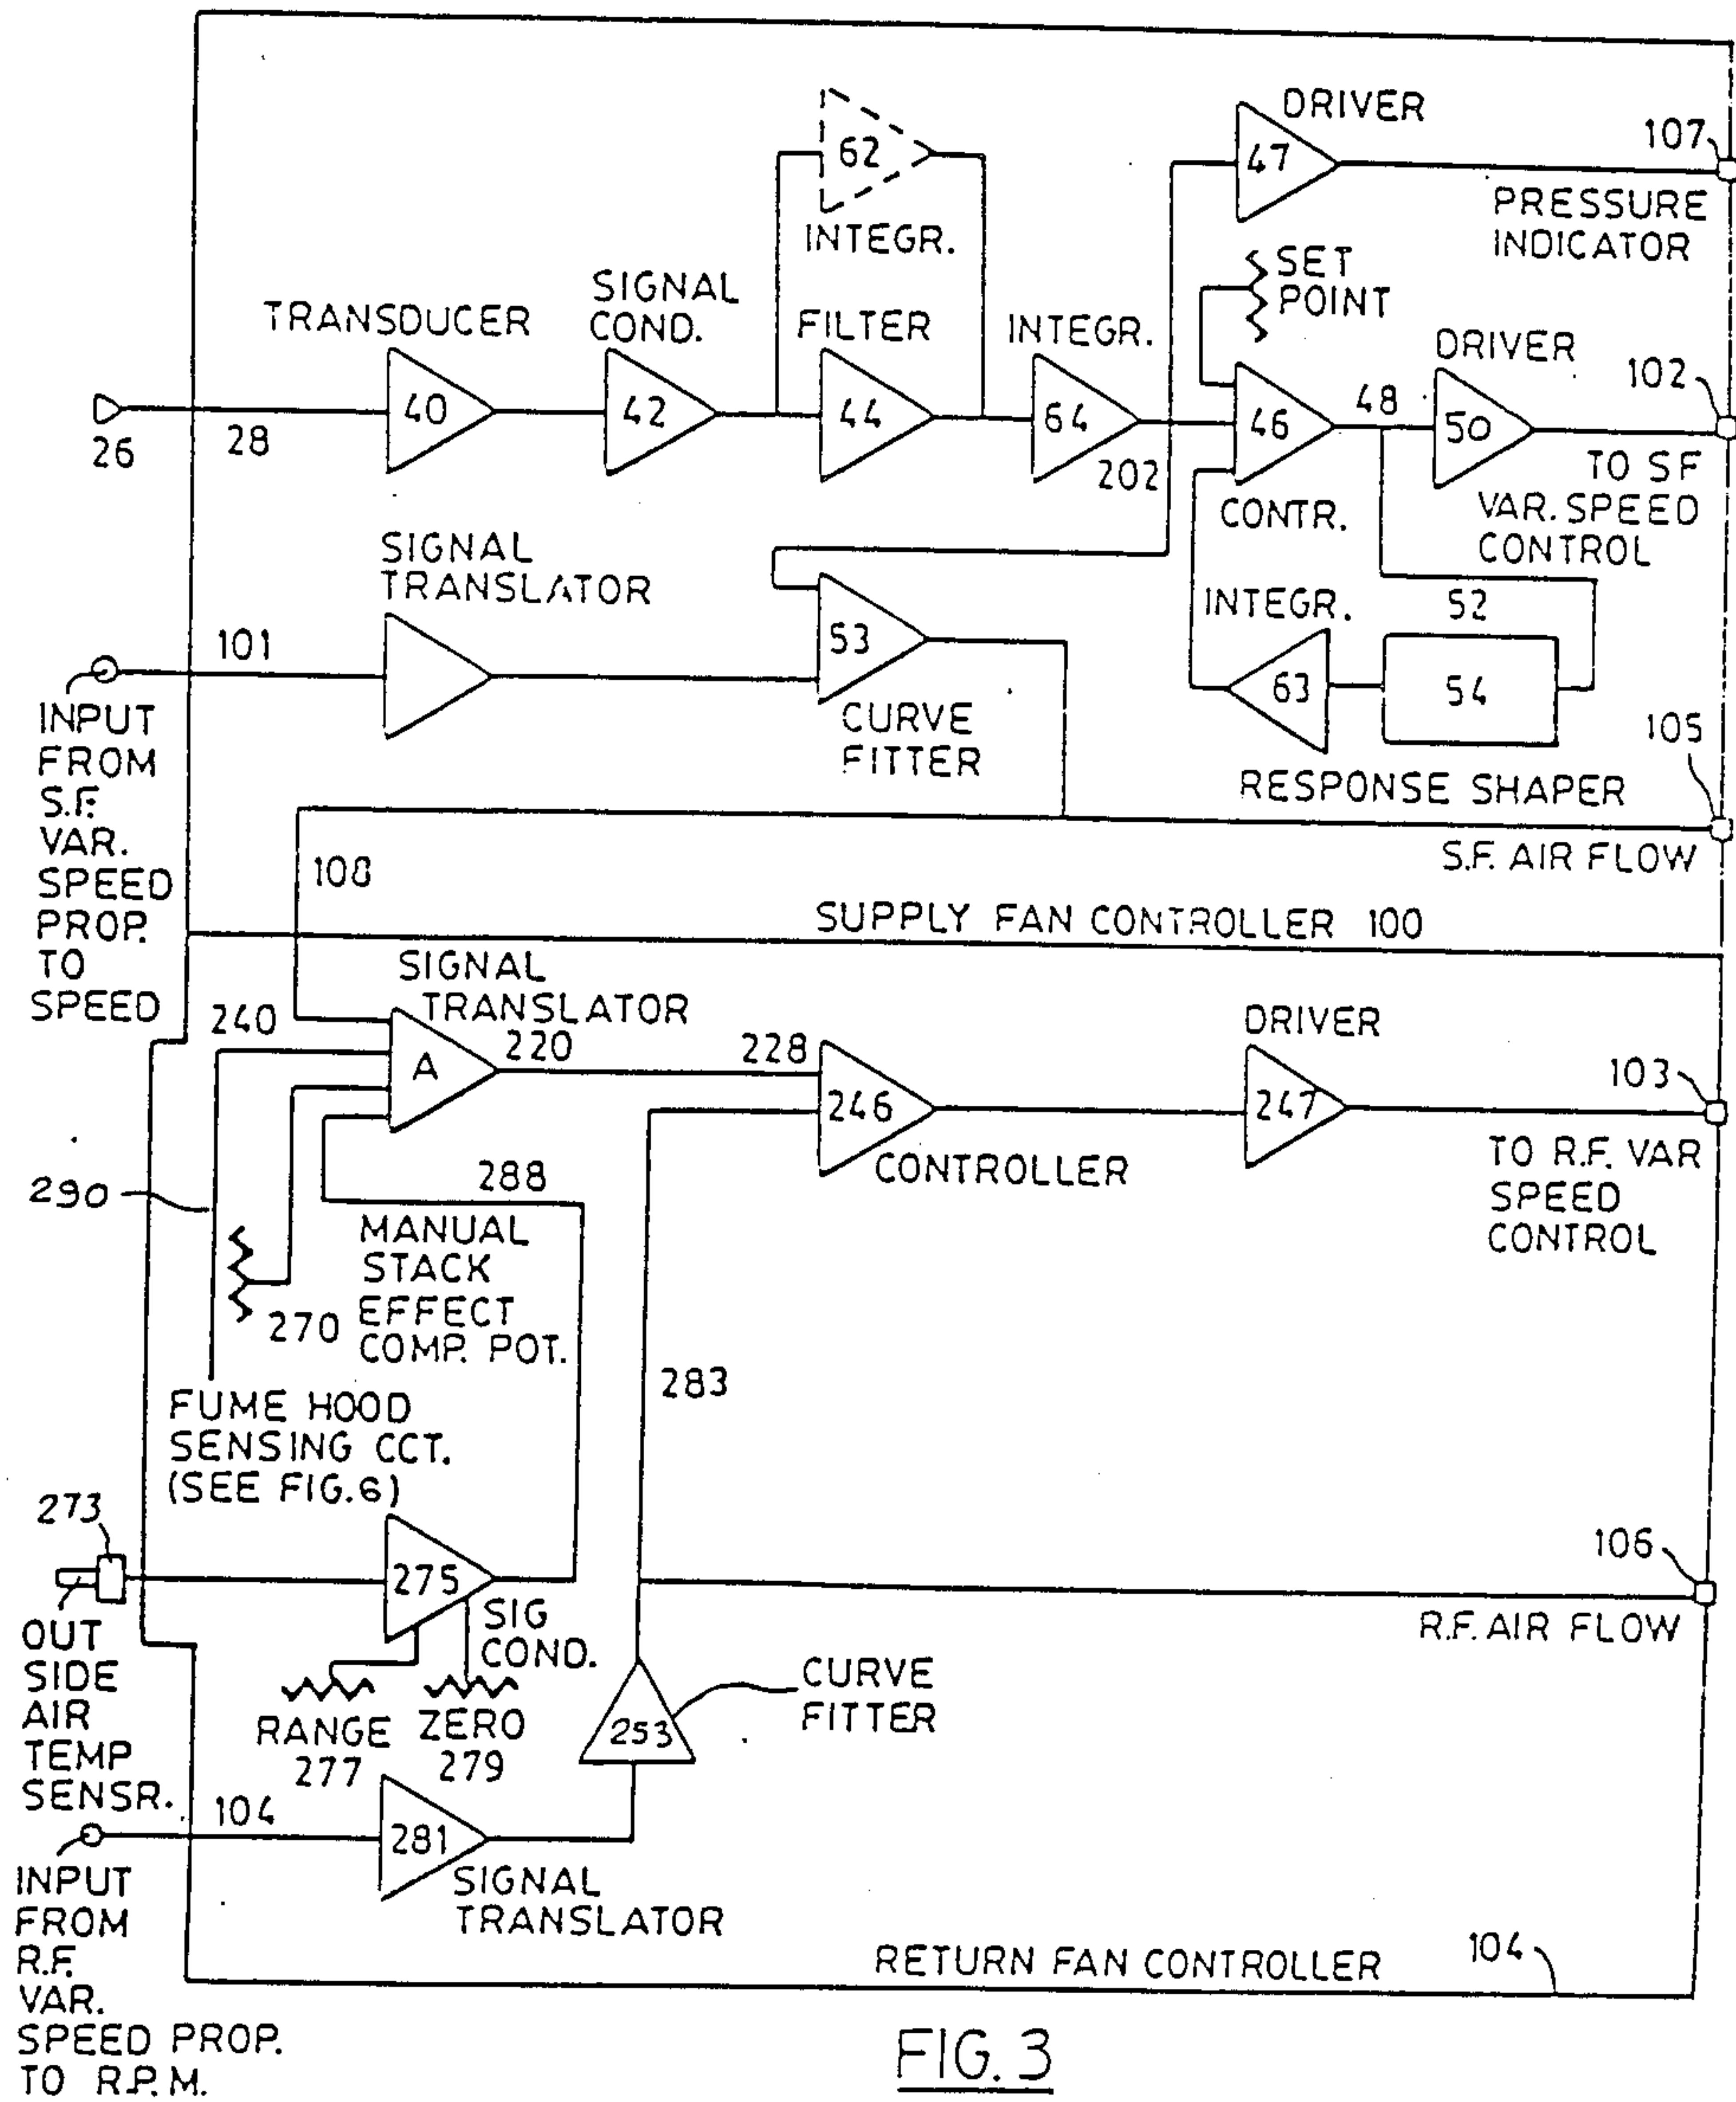 DRIVER
107
62
47
INTEGR.
PRESSURE
INDICATOR
SET
POINT
SIGNAL
COND.
TRANSDUCER
FILTER
INTEGR.
DRIVER
102
26
28
40
42
44
64
202
46
48
50
CONTR.
TO SF
VAR. SPEED
CONTROL
SIGNAL
TRANSLATOR
101
53
CURVE
FITTER
INTEGR.
52
63
54
RESPONSE SHAPER
105
S.F. AIR FLOW
INPUT
FROM
S.F.
VAR.
SPEED
PROP.
TO
SPEED
108
SUPPLY FAN CONTROLLER 100
SIGNAL
TRANSLATOR
240
A
220
228
246
CONTROLLER
DRIVER
247
103
TO R.F. VAR
SPEED
CONTROL
290
288
270
MANUAL
STACK
EFFECT
COMP. POT.
283
FUME HOOD
SENSING CCT.
(SEE FIG.6)
273
275
SIG
COND.
106
R.F. AIR FLOW
OUT
SIDE
AIR
TEMP
SENSR.
RANGE
277
ZERO
279
253
CURVE
FITTER
104
281
SIGNAL
TRANSLATOR
INPUT
FROM
R.F.
VAR.
SPEED PROP.
TO R.P.M.
RETURN FAN CONTROLLER
104
FIG. 3